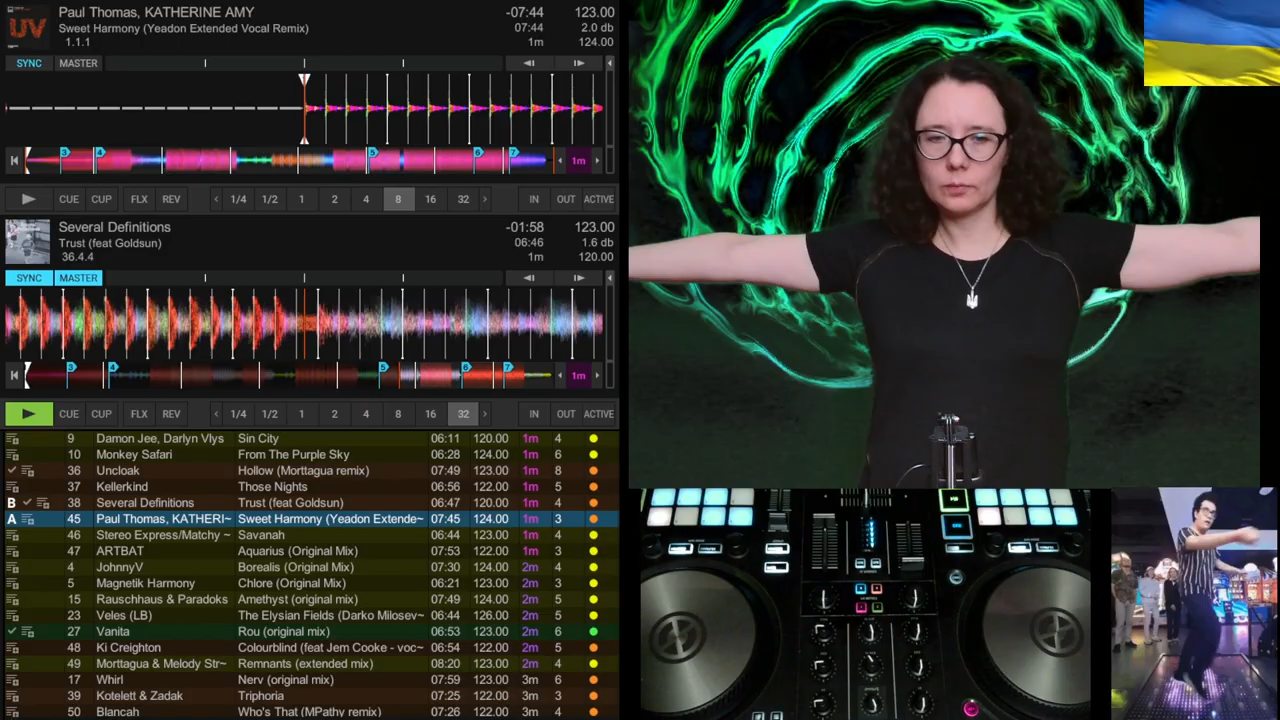 UV
Paul Thomas, KATHERINE AMY -07:44 123.00
Sweet Harmony (Yeadon Extended Vocal Remix) 07:44 2.0 db
1.1.1 1m 124.00
SYNC MASTER
3 4 5 6 7 1m
CUE CUP FLX REV 1/4 1/2 1 2 4 8 16 32 IN OUT ACTIVE
Several Definitions -01:58 123.00
Trust (feat Goldsun) 06:46 1.6 db
36.4.4 1m 120.00
SYNC MASTER
3 4 5 6 7 1m
CUE CUP FLX REV 1/4 1/2 1 2 4 8 16 32 IN OUT ACTIVE
9 Damon Jee, Darlyn Vlys Sin City 06:11 120.00 1m 4
10 Monkey Safari From The Purple Sky 06:28 124.00 1m 6
36 Uncloak Hollow (Morttagua remix) 07:49 123.00 1m 8
37 Kellerkind Those Nights 06:56 122.00 1m 5
B 38 Several Definitions Trust (feat Goldsun) 06:47 120.00 1m 4
A 45 Paul Thomas, KATHERI~ Sweet Harmony (Yeadon Extende~ 07:45 124.00 1m 3
46 Stereo Express/Matchy ~ Savanah 06:44 123.00 1m 4
47 ARTBAT Aquarius (Original Mix) 07:53 122.00 1m 3
4 JohnnyV Borealis (Original Mix) 07:30 124.00 2m 4
5 Magnetik Harmony Chlore (Original Mix) 06:21 123.00 2m 3
15 Rauschhaus & Paradoks Amethyst (original mix) 07:49 123.00 2m 5
23 Veles (LB) The Elysian Fields (Darko Milosev~ 06:44 126.00 2m 5
27 Vanita Rou (original mix) 06:53 123.00 2m 6
48 Ki Creighton Colourblind (feat Jem Cooke - voc~ 06:54 122.00 2m 5
49 Morttagua & Melody Str~ Remnants (extended mix) 08:20 123.00 2m 4
17 Whirl Nerv (original mix) 07:59 123.00 3m 6
39 Kotelett & Zadak Triphoria 07:25 122.00 3m 3
50 Blancah Who's That (MPathy remix) 07:26 122.00 3m 4